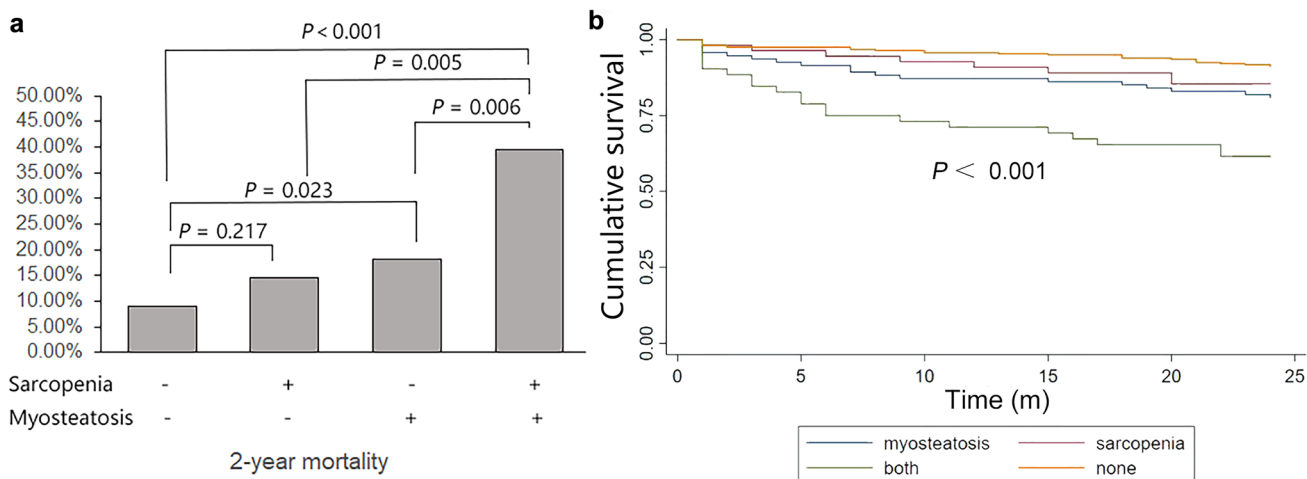 a
P < 0.001
P = 0.005
P = 0.006
P = 0.023
P = 0.217
50.00%
45.00%
40.00%
35.00%
30.00%
25.00%
20.00%
15.00%
10.00%
5.00%
0.00%
Sarcopenia - + - +
Myosteatosis - - + +
2-year mortality
b
Cumulative survival
1.00
0.75
0.50
0.25
0.00
P < 0.001
0 5 10 15 20 25
Time (m)
myosteatosis sarcopenia
both none